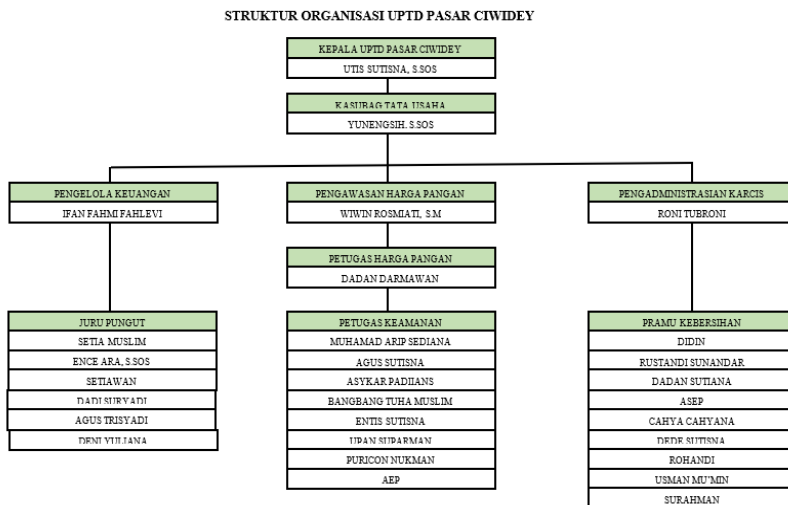 STRUKTUR ORGANISASI UPTD PASAR CIWIDEY
KEPALA UPTD PASAR CIWIDEY
UTIS SUTISNA, S.SOS
KASUBAG TATA USAHA
YUNENGSIH. S.SOS
PENGELOLA KEUANGAN
IFAN FAHMI FAHLEVI
PENGAWASAN HARGA PANGAN
WIWIN ROSMIATI, S.M
PENGADMINISTRASIAN KARCIS
RONI TUBRONI
PETUGAS HARGA PANGAN
DADAN DARMAWAN
JURU PUNGUT
SETIA MUSLIM
ENCE ARA, S.SOS
SETIAWAN
DADI SURYADI
AGUS TRISYADI
DENI YULIANA
PETUGAS KEAMANAN
MUHAMAD ARIP SEDIANA
AGUS SUTISNA
ASYKAR PADIIANS
BANGBANG TUHA MUSLIM
ENTIS SUTISNA
UPAN SUPARMAN
PURICON NUKMAN
AEP
PRAMU KEBERSIHAN
DIDIN
RUSTANDI SUNANDAR
DADAN SUTIANA
ASEP
CAHYA CAHYANA
DEDE SUTISNA
ROHANDI
USMAN MU'MIN
SURAHMAN